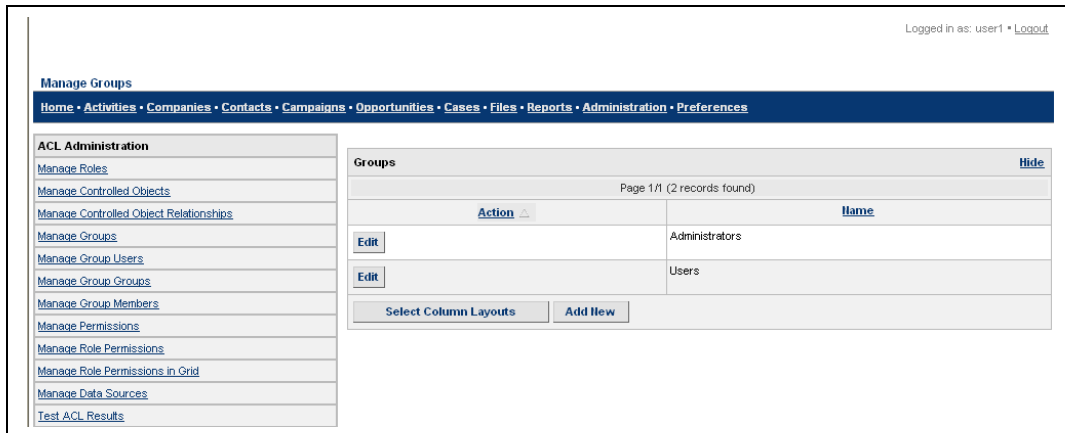 Logged in as: user1 • Logout
Manage Groups
Home • Activities • Companies • Contacts • Campaigns • Opportunities • Cases • Files • Reports • Administration • Preferences
ACL Administration
Manage Roles
Manage Controlled Objects
Manage Controlled Object Relationships
Manage Groups
Manage Group Users
Manage Group Groups
Manage Group Members
Manage Permissions
Manage Role Permissions
Manage Role Permissions in Grid
Manage Data Sources
Test ACL Results
Groups Hide
Page 1/1 (2 records found)
Action △ Name
Edit Administrators
Edit Users
Select Column Layouts Add New